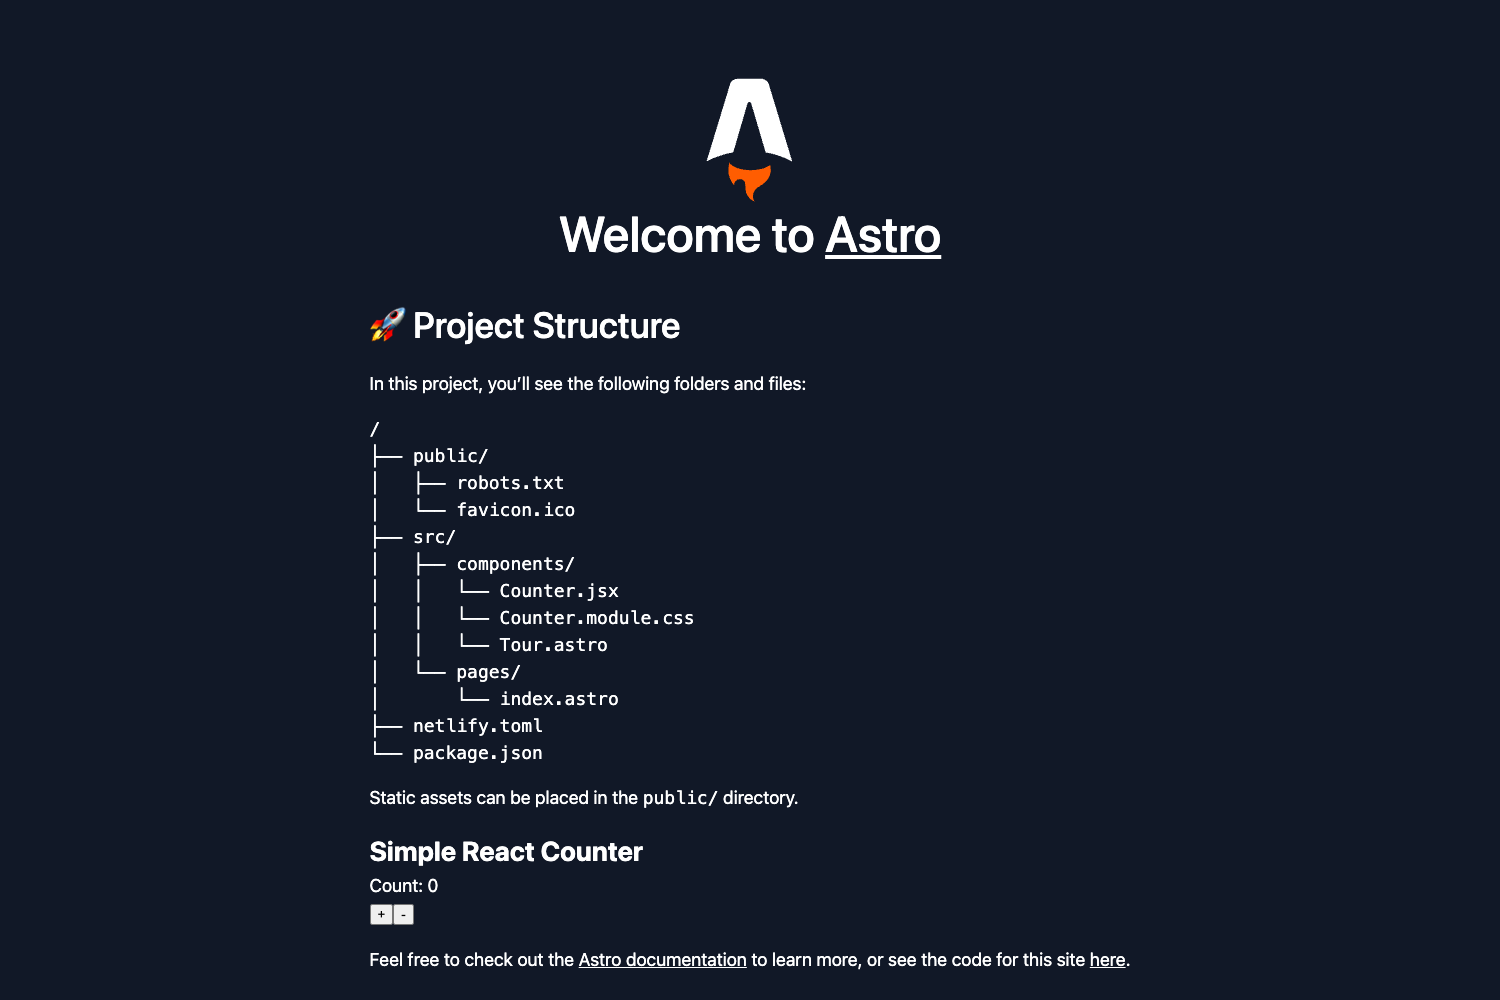 Welcome to Astro
🚀 Project Structure
In this project, you’ll see the following folders and files:
/
├── public/
│   ├── robots.txt
│   └── favicon.ico
├── src/
│   ├── components/
│   │   └── Counter.jsx
│   │   └── Counter.module.css
│   │   └── Tour.astro
│   └── pages/
│       └── index.astro
├── netlify.toml
└── package.json
Static assets can be placed in the public/ directory.
Simple React Counter
Count: 0
+ -
Feel free to check out the Astro documentation to learn more, or see the code for this site here.